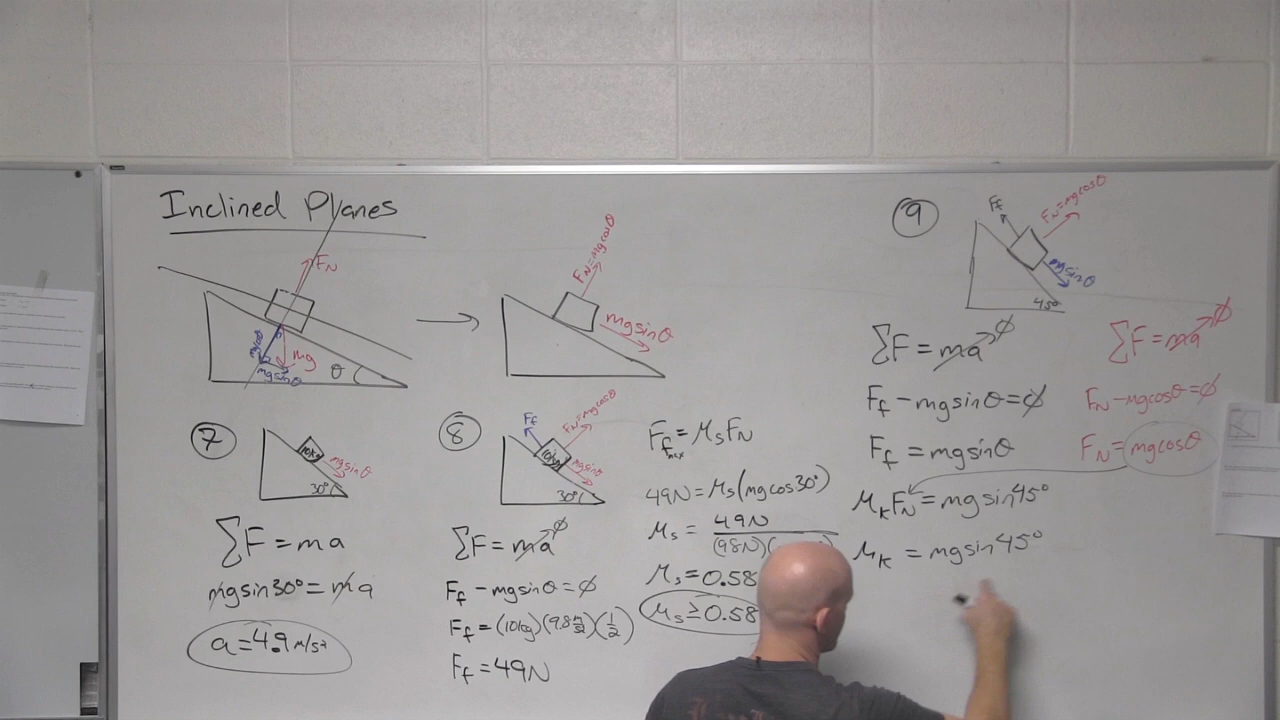 Inclined Planes
F_N
mgcosθ
mg
mgsinθ
θ
F_N=mgcosθ
mgsinθ
7
10kg
mgsinθ
30°
ΣF = ma
mgsin30° = ma
a=4.9 m/s²
8
F_f
F_N=mgcosθ
10kg
mgsinθ
30°
ΣF = ma ∅
F_f - mgsinθ = ∅
F_f = (10kg)(9.8 m/s²)(1/2)
F_f = 49N
F_f max = μ_s F_N
49N = μ_s(mgcos30°)
μ_s = 49N / (98N)(
μ_s = 0.58
μ_s ≥ 0.58
9
F_f
F_N=mgcosθ
mgsinθ
45°
ΣF = ma ∅
F_f - mgsinθ = ∅
F_f = mgsinθ
μ_k F_N = mgsin45°
μ_k = mgsin45°
ΣF = ma ∅
F_N - mgcosθ = ∅
F_N = mgcosθ